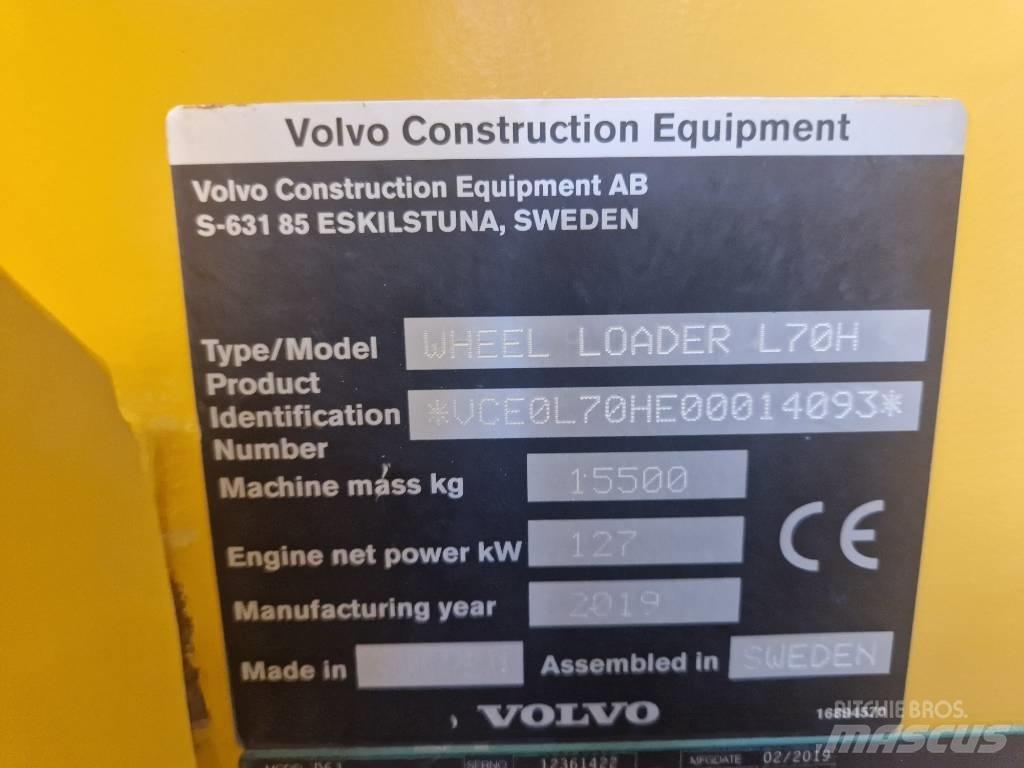 Volvo Construction Equipment
Volvo Construction Equipment AB
S-631 85 ESKILSTUNA, SWEDEN
Type/Model WHEEL LOADER L70H
Product
Identification *VCE0L70HE00014093*
Number
Machine mass kg 15500
Engine net power kW 127
Manufacturing year 2019
Made in Assembled in SWEDEN
VOLVO
RITCHIE BROS.
MASCUS
SERNO 12361422 MFGDATE 02/2019